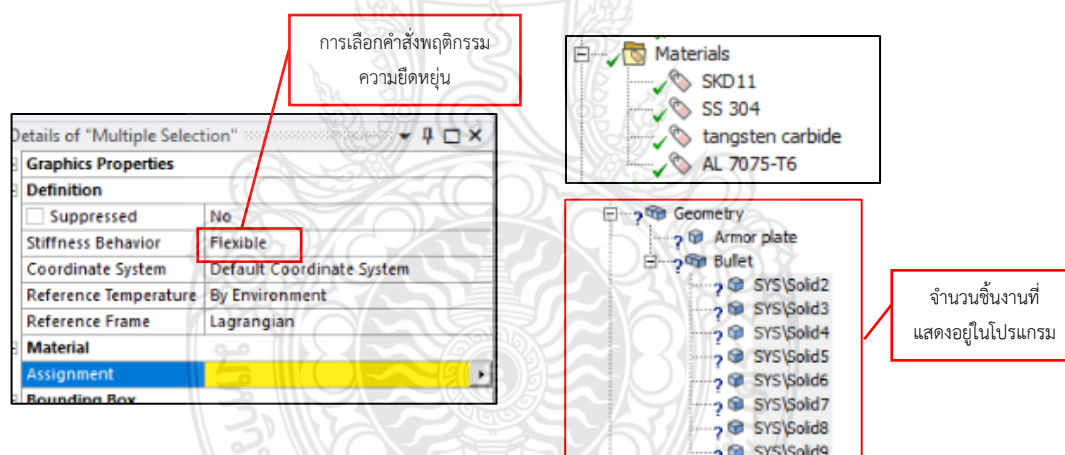 การเลือกคำสั่งพฤติกรรม
ความยืดหยุ่น
Details of "Multiple Selection"
Graphics Properties
Definition
Suppressed No
Stiffness Behavior Flexible
Coordinate System Default Coordinate System
Reference Temperature By Environment
Reference Frame Lagrangian
Material
Assignment
Bounding Box
Materials
SKD11
SS 304
tangsten carbide
AL 7075-T6
Geometry
Armor plate
Bullet
SYS\Solid2
SYS\Solid3
SYS\Solid4
SYS\Solid5
SYS\Solid6
SYS\Solid7
SYS\Solid8
SYS\Solid9
จำนวนชิ้นงานที่
แสดงอยู่ในโปรแกรม